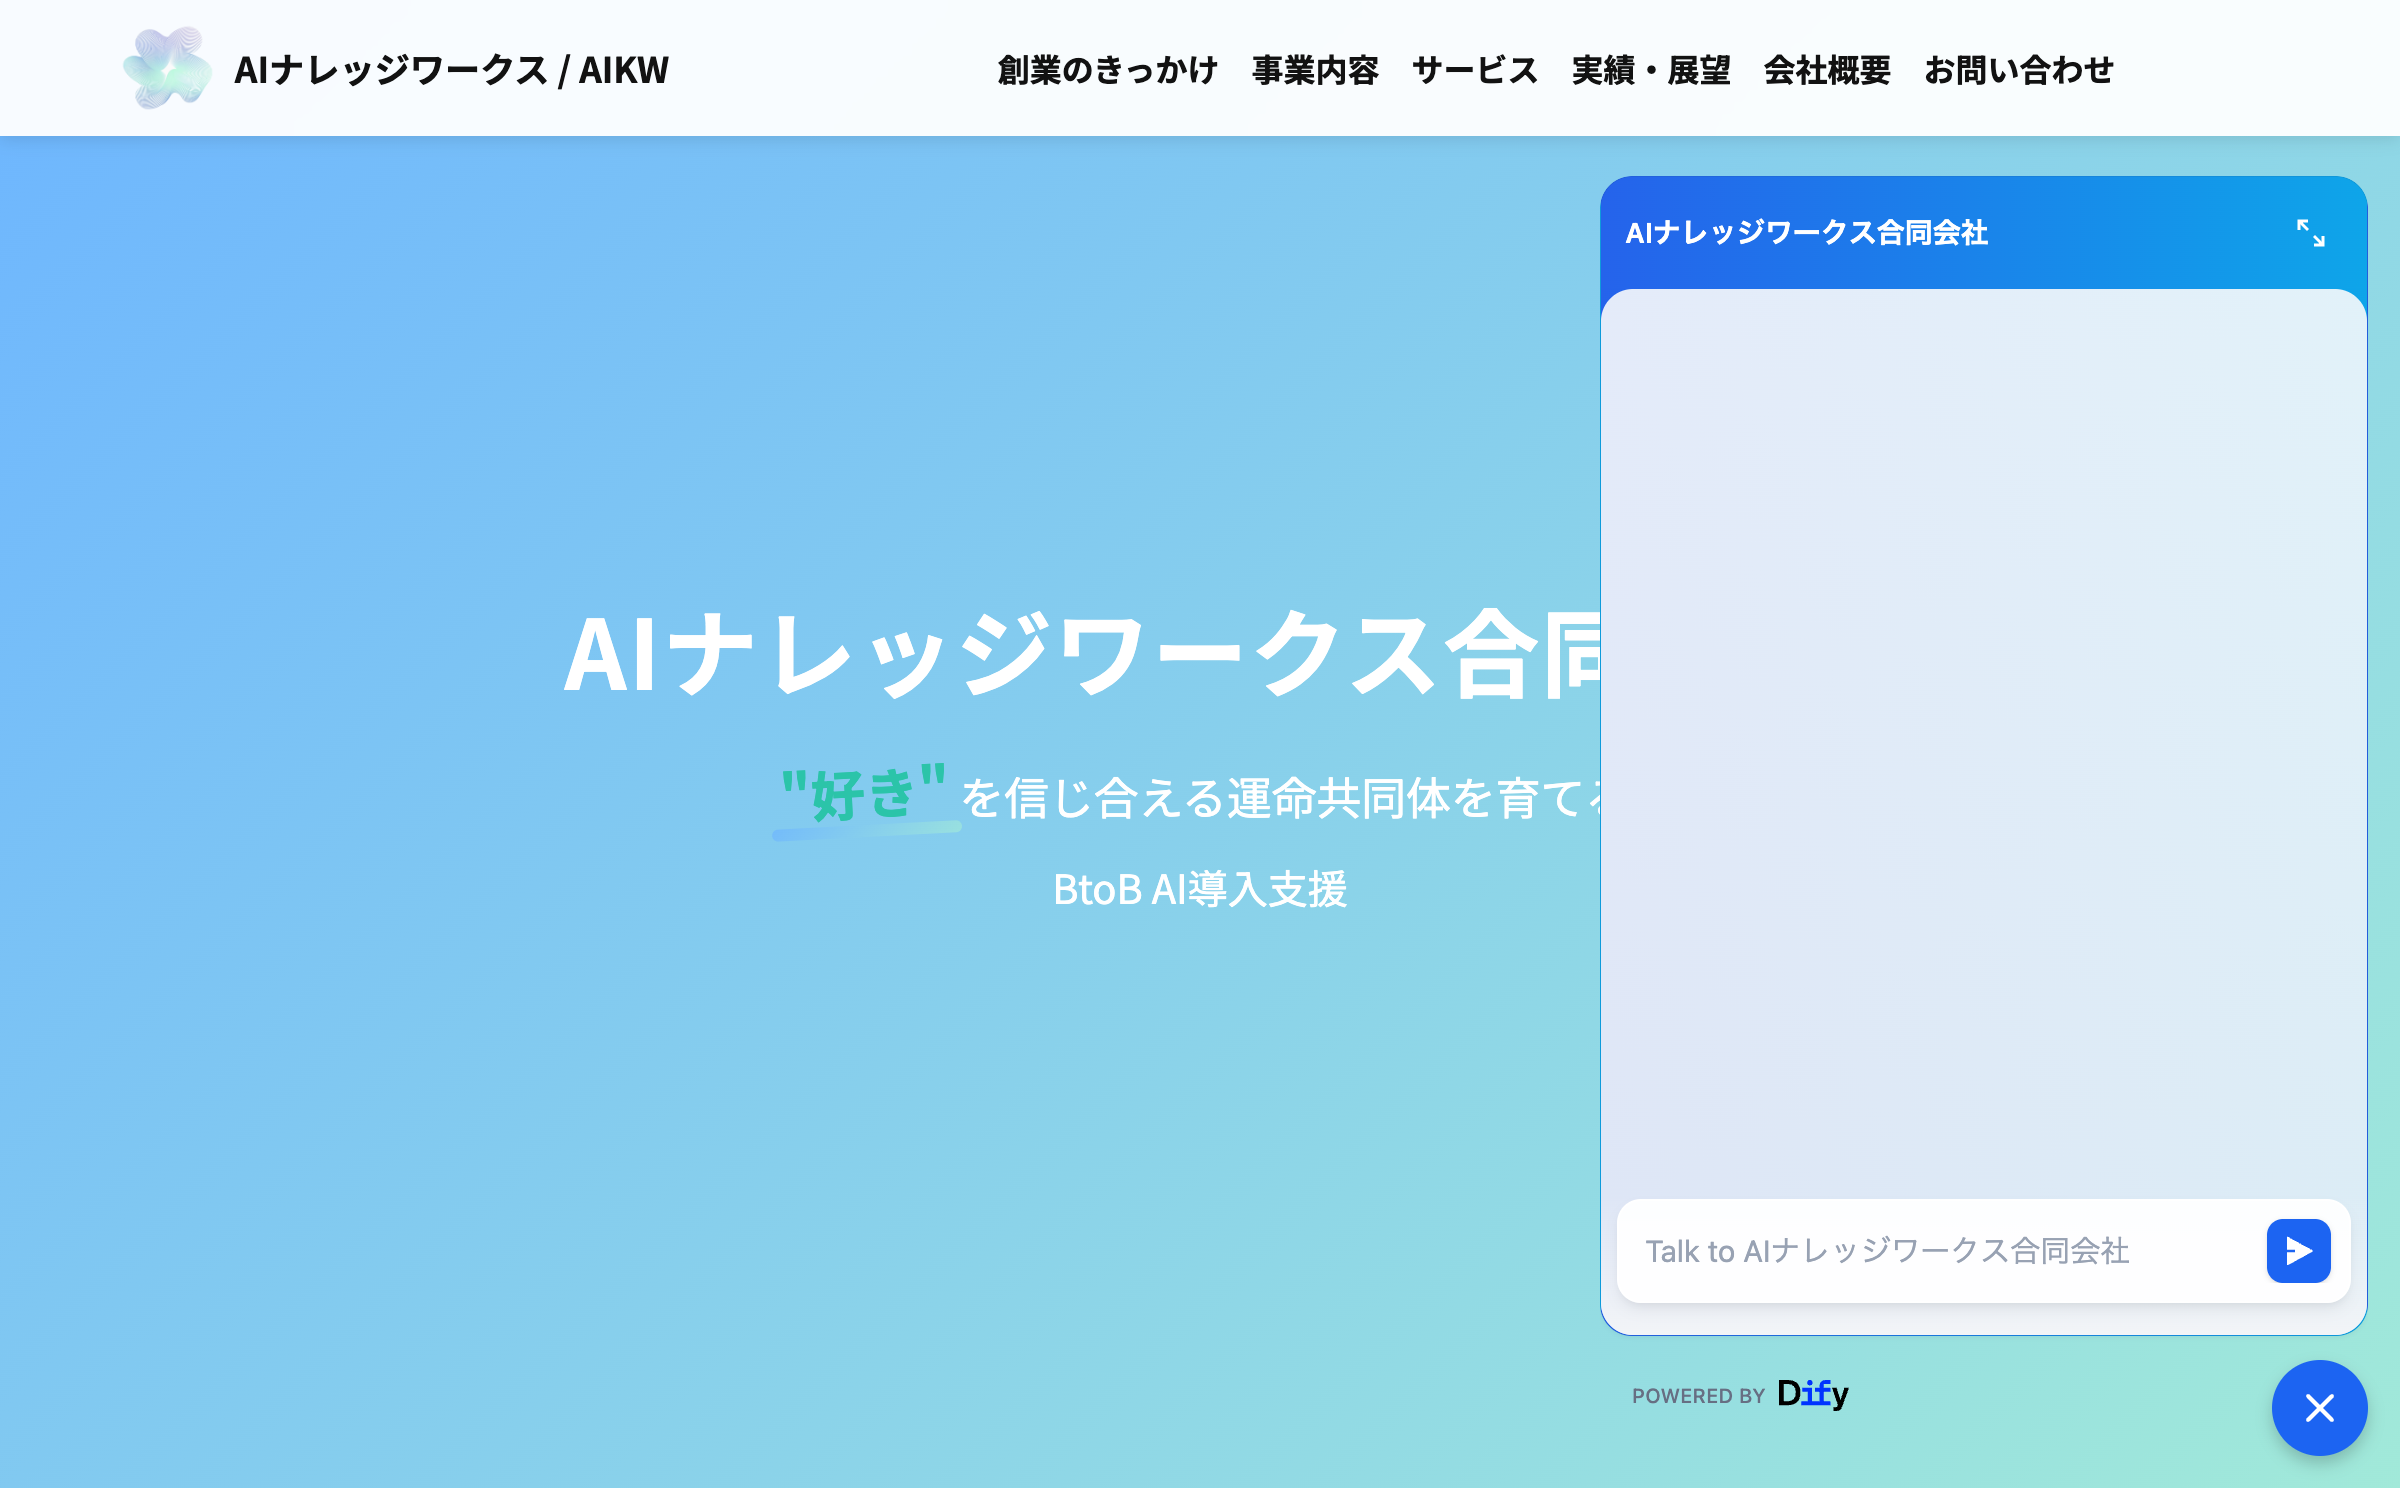 AIナレッジワークス / AIKW
創業のきっかけ 事業内容 サービス 実績・展望 会社概要 お問い合わせ
AIナレッジワークス合同
"好き" を信じ合える運命共同体を育てる
BtoB AI導入支援
AIナレッジワークス合同会社
Talk to AIナレッジワークス合同会社
POWERED BY Dify